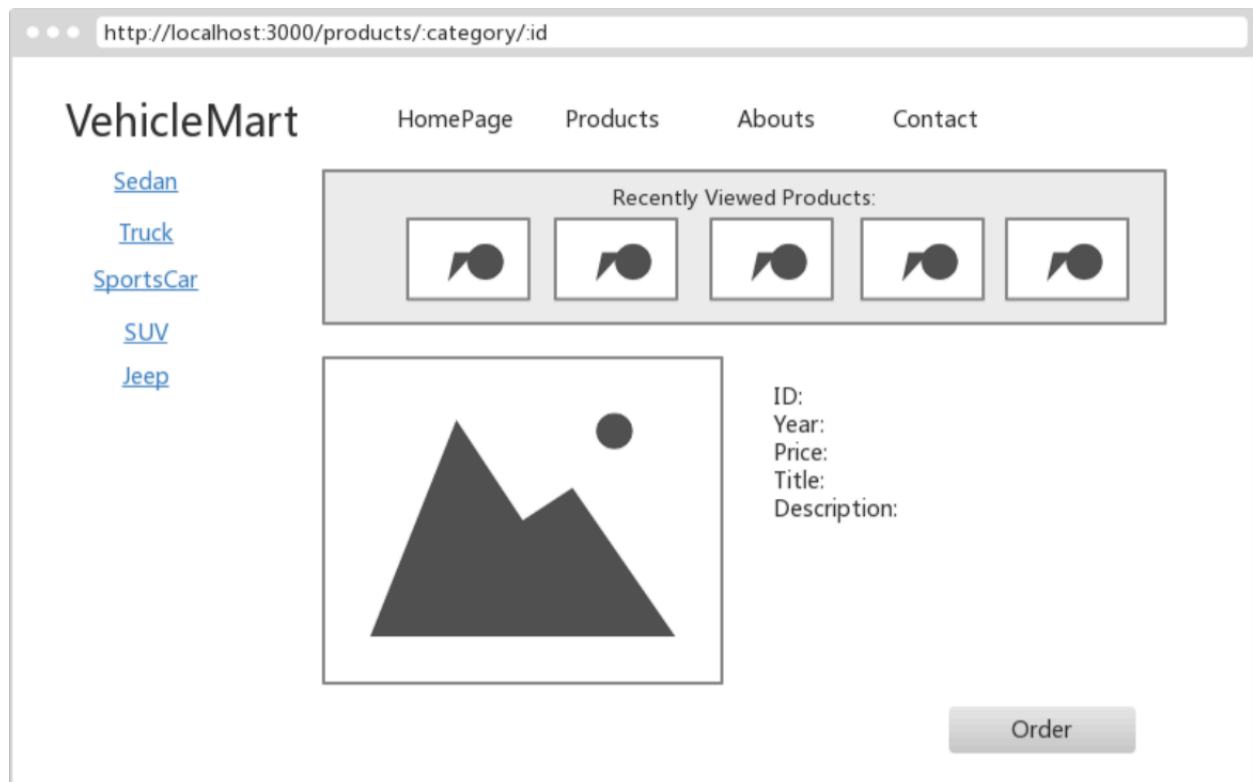 http://localhost:3000/products/:category/:id
VehicleMart
HomePage Products Abouts Contact
Sedan
Truck
SportsCar
SUV
Jeep
Recently Viewed Products:
ID:
Year:
Price:
Title:
Description:
Order